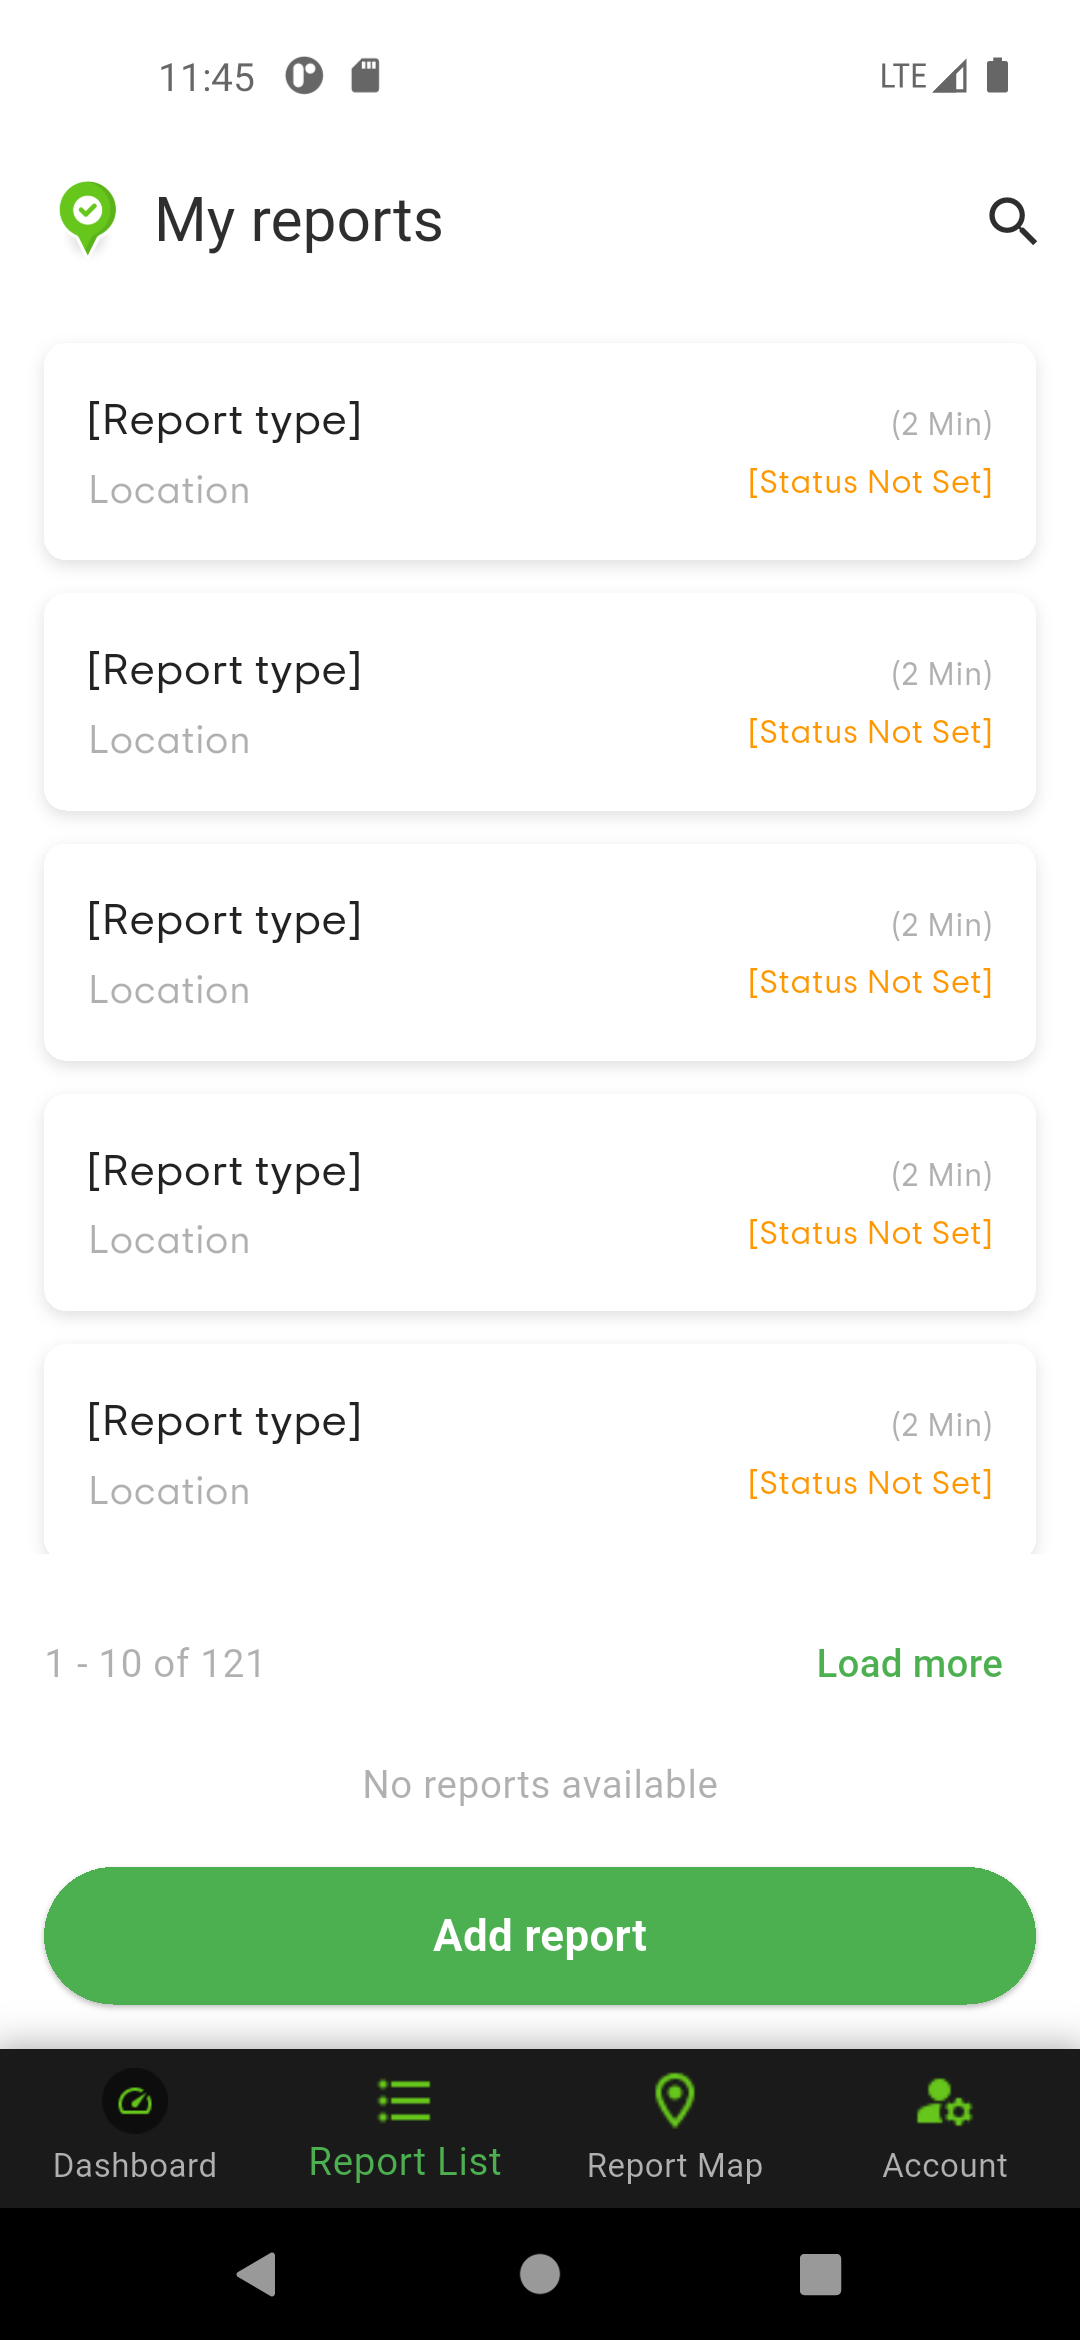 11:45
LTE
My reports
[Report type]
(2 Min)
Location
[Status Not Set]
[Report type]
(2 Min)
Location
[Status Not Set]
[Report type]
(2 Min)
Location
[Status Not Set]
[Report type]
(2 Min)
Location
[Status Not Set]
[Report type]
(2 Min)
Location
[Status Not Set]
1 - 10 of 121
Load more
No reports available
Add report
Dashboard
Report List
Report Map
Account